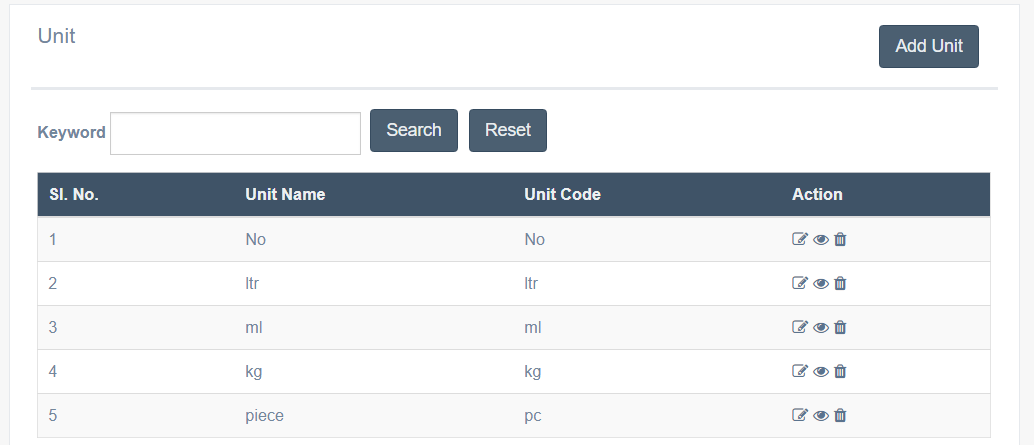 Unit
Add Unit
Keyword Search Reset
Sl. No. Unit Name Unit Code Action
1 No No
2 ltr ltr
3 ml ml
4 kg kg
5 piece pc